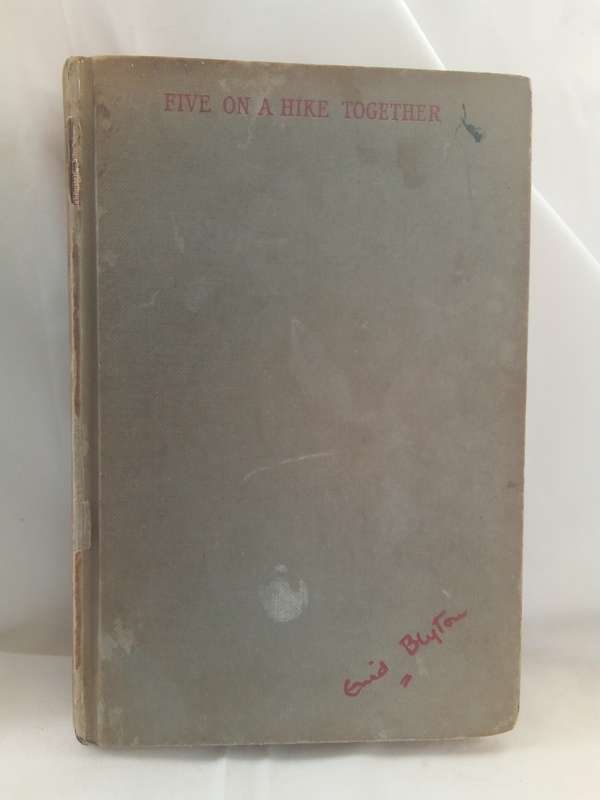 FIVE ON A HIKE TOGETHER
Enid Blyton